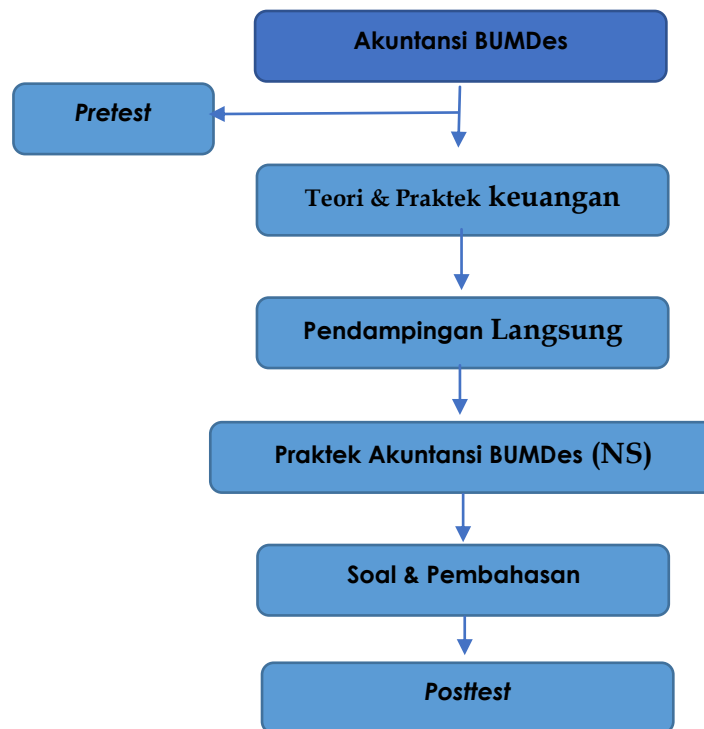 Akuntansi BUMDes
Pretest
Teori & Praktek keuangan
Pendampingan Langsung
Praktek Akuntansi BUMDes (NS)
Soal & Pembahasan
Posttest